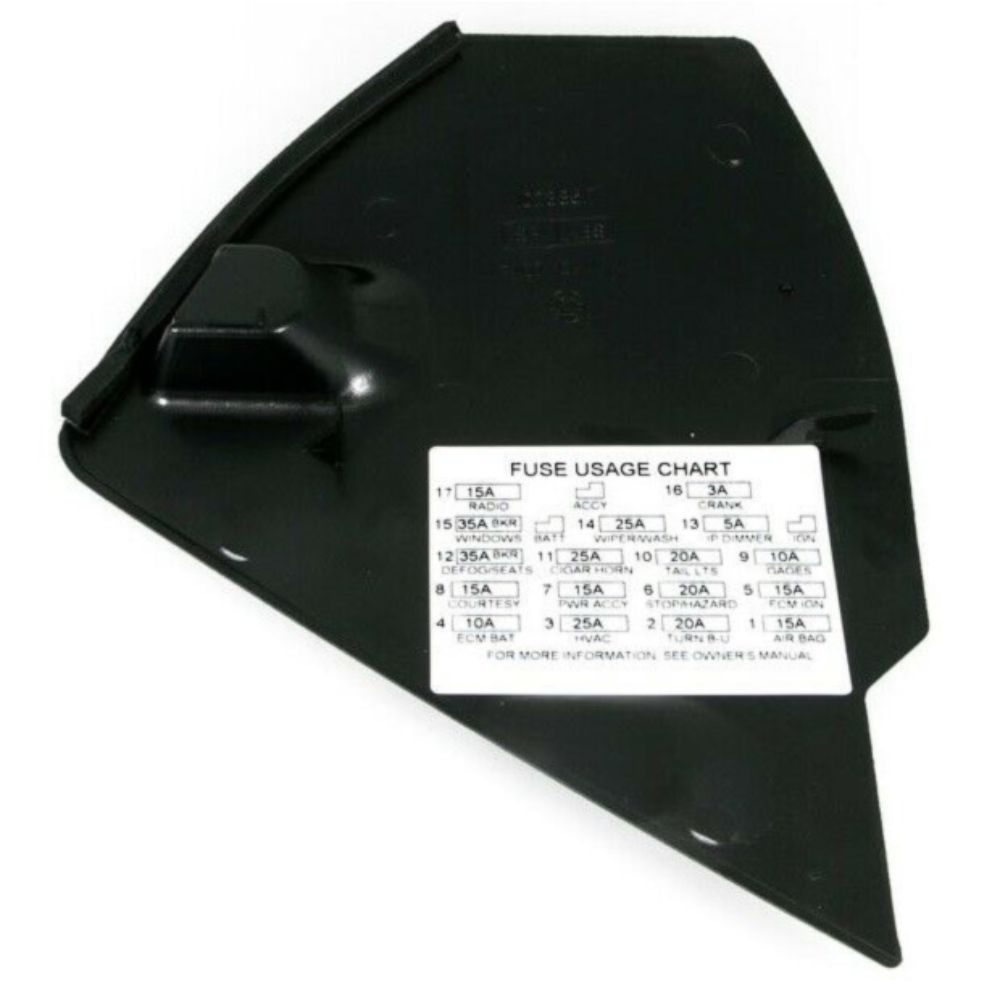 FUSE USAGE CHART
17 15A 16 3A
RADIO ACCY CRANK
15 35A BKR 14 25A 13 5A
WINDOWS BATT WIPER/WASH IP DIMMER IGN
12 35A BKR 11 25A 10 20A 9 10A
DEFOG/SEATS CIGAR HORN TAIL LTS GAGES
8 15A 7 15A 6 20A 5 15A
COURTESY PWR ACCY STOP/HAZARD ECM IGN
4 10A 3 25A 2 20A 1 15A
ECM BAT HVAC TURN B-U AIR BAG
FOR MORE INFORMATION SEE OWNER'S MANUAL